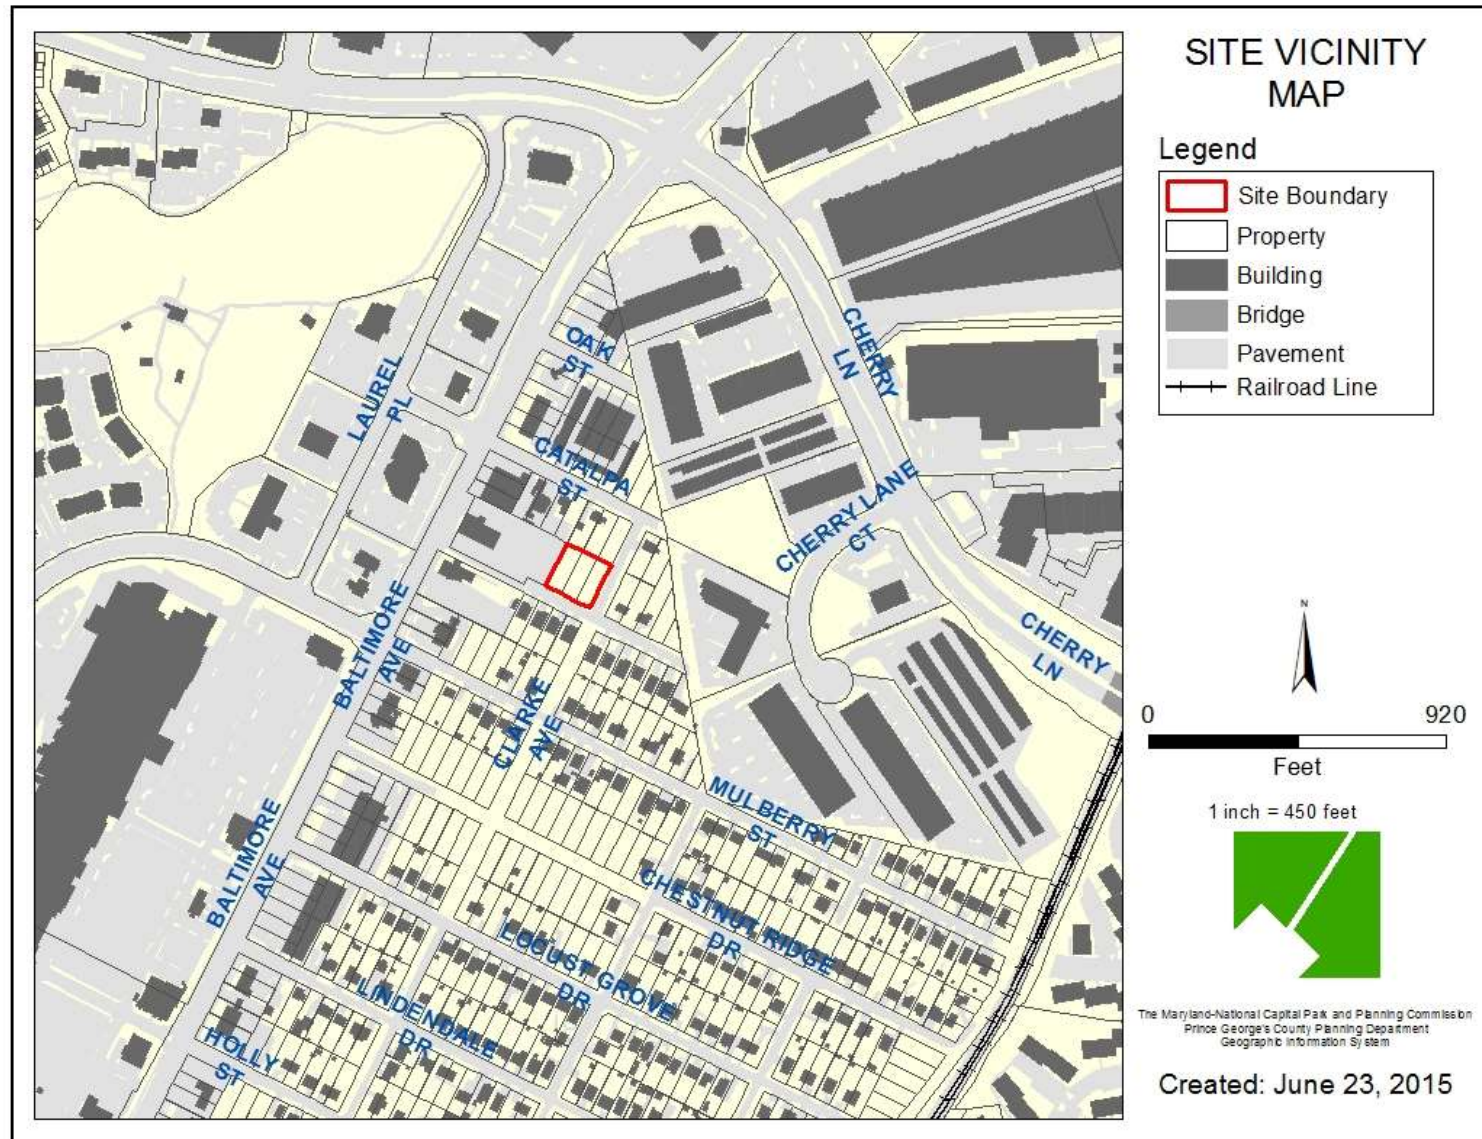 SITE VICINITY
MAP
Legend
Site Boundary
Property
Building
Bridge
Pavement
Railroad Line
N
0 920
Feet
1 inch = 450 feet
The Maryland-National Capital Park and Planning Commission
Prince George's County Planning Department
Geographic Information System
Created: June 23, 2015
OAK
ST
CHERRY
LN
LAUREL
PL
CATALPA
ST
CHERRY LANE
CT
BALTIMORE
AVE
CHERRY
LN
CLARKE
AVE
MULBERRY
ST
BALTIMORE
AVE
CHESTNUT RIDGE
DR
LOCUST GROVE
DR
LINDENDALE
DR
HOLLY
ST